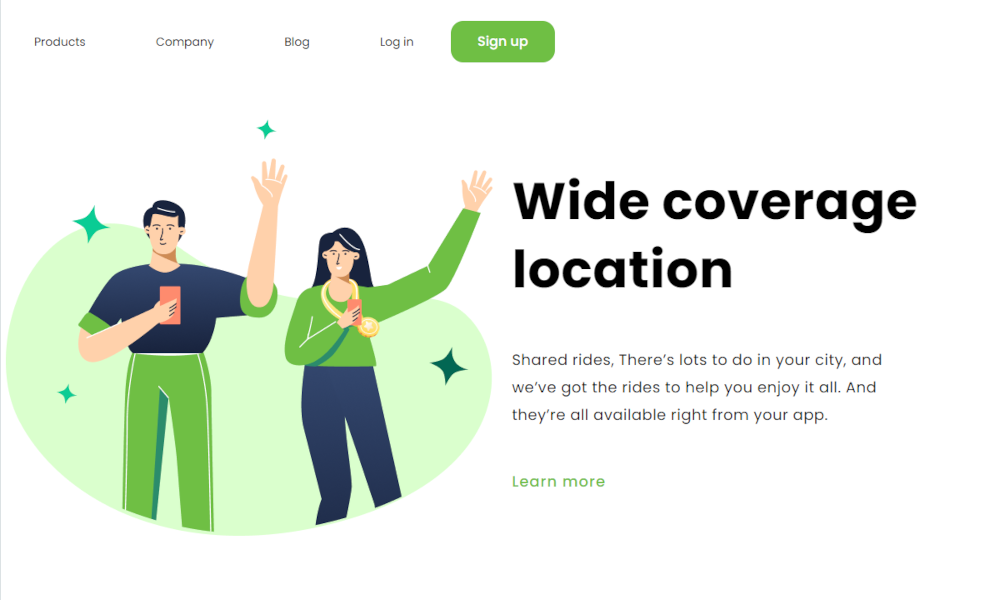 Products Company Blog Log in Sign up
Wide coverage
location
Shared rides, There’s lots to do in your city, and
we’ve got the rides to help you enjoy it all. And
they’re all available right from your app.
Learn more